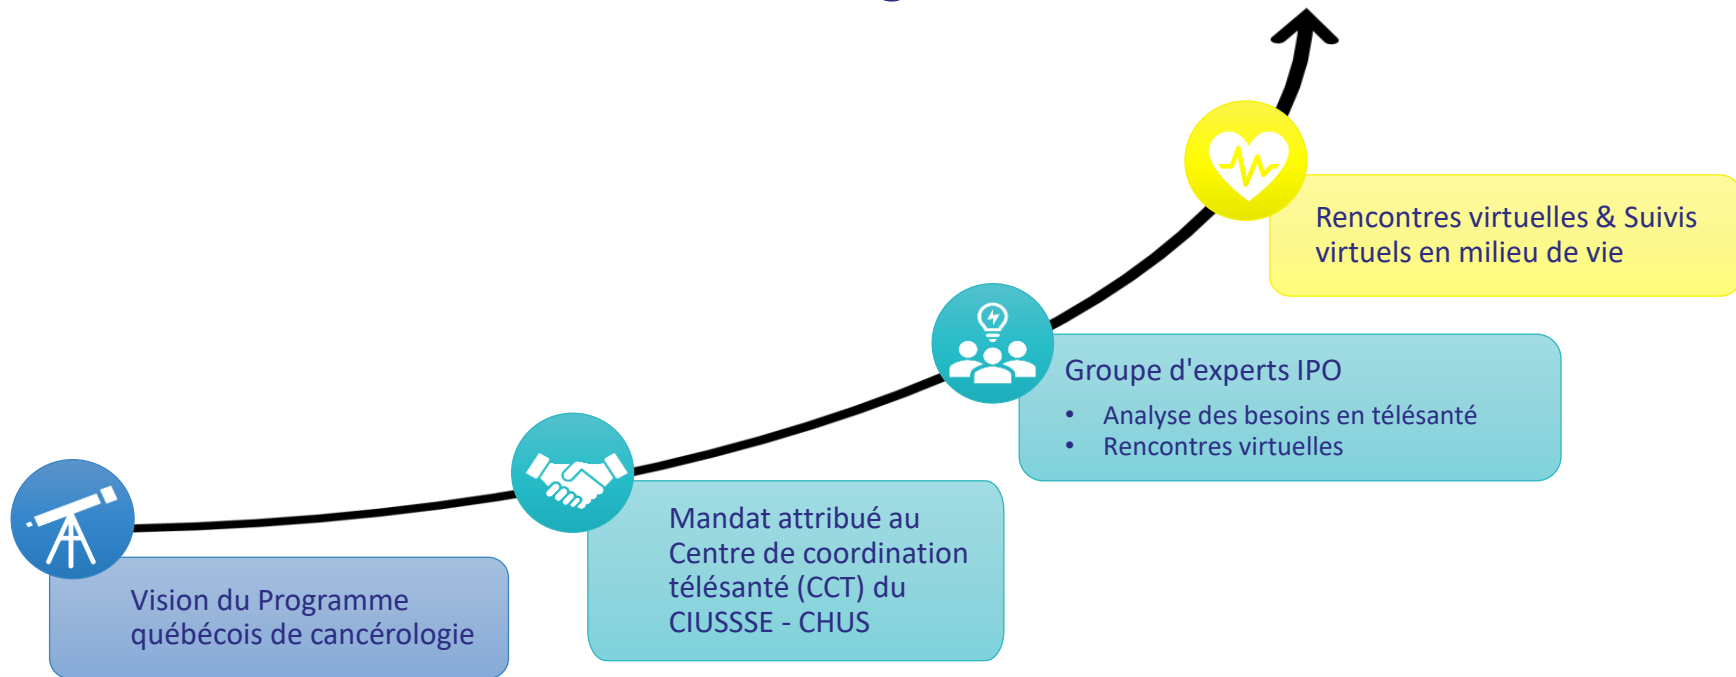 Vision du Programme
québécois de cancérologie
Mandat attribué au
Centre de coordination
télésanté (CCT) du
CIUSSSE - CHUS
Groupe d'experts IPO
• Analyse des besoins en télésanté
• Rencontres virtuelles
Rencontres virtuelles & Suivis
virtuels en milieu de vie